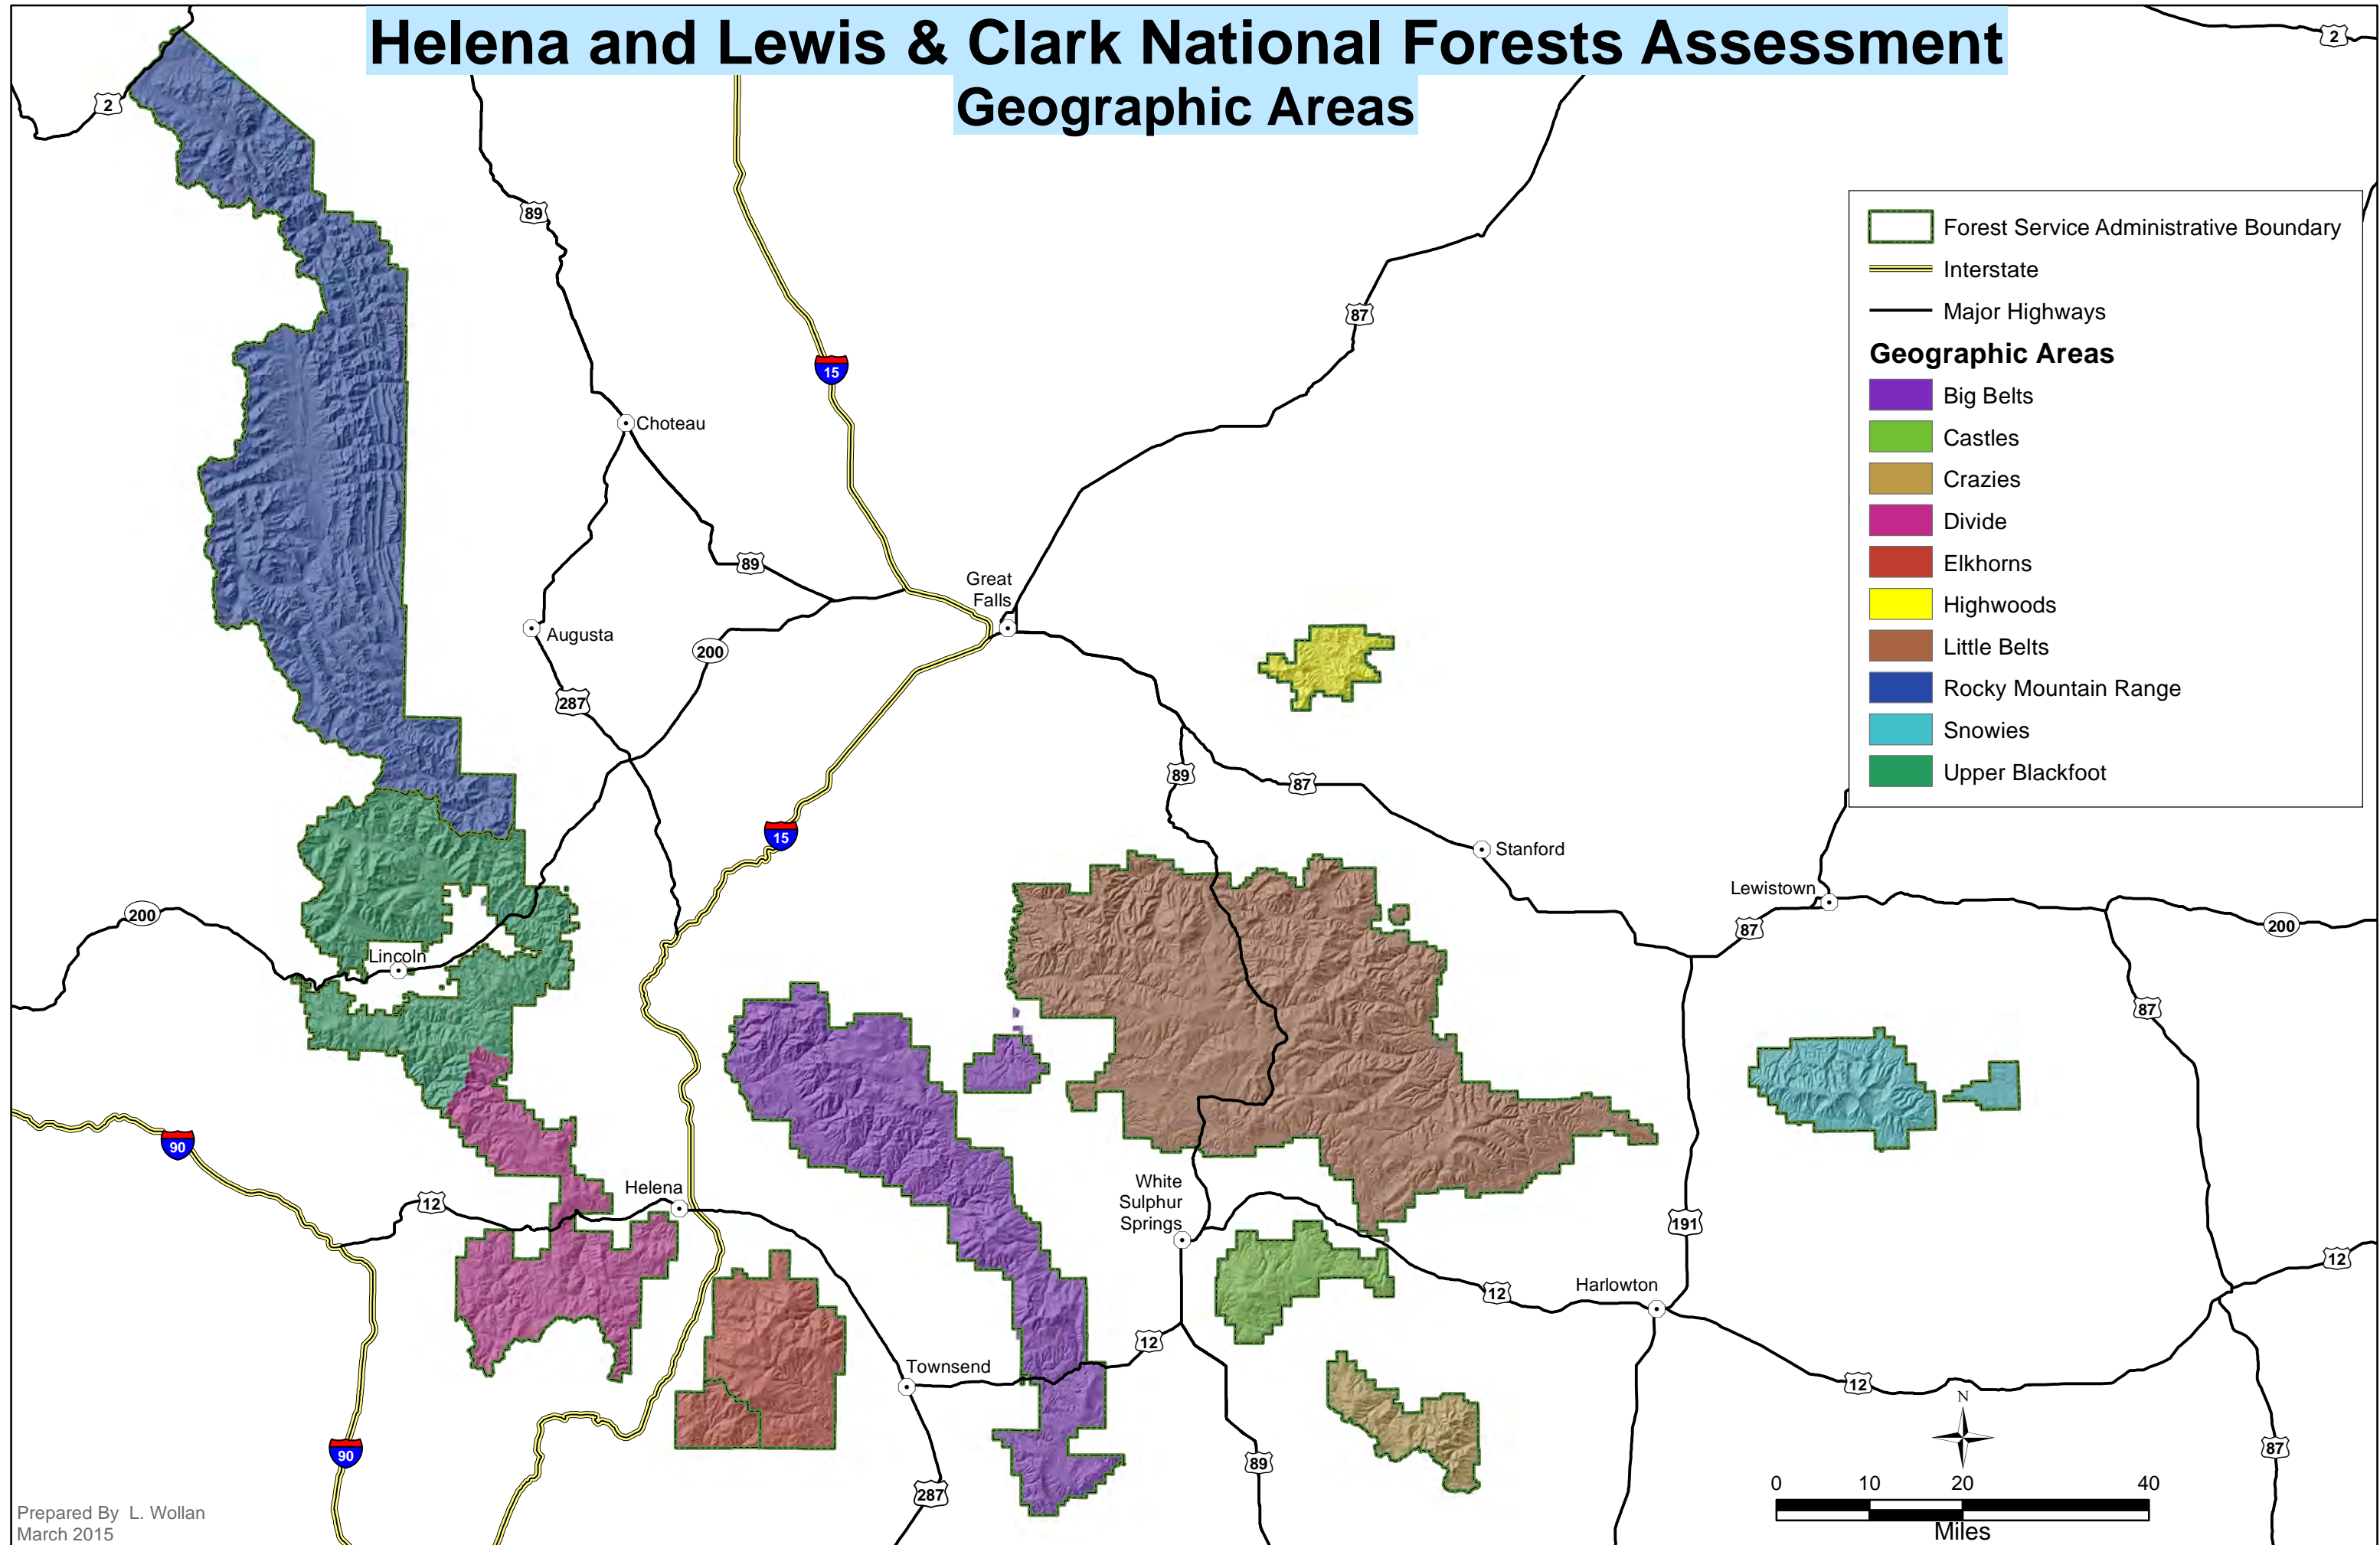 Helena and Lewis & Clark National Forests Assessment
Geographic Areas
2
2
89
15
87
Forest Service Administrative Boundary
Interstate
Major Highways
Geographic Areas
Big Belts
Castles
Crazies
Divide
Elkhorns
Highwoods
Little Belts
Rocky Mountain Range
Snowies
Upper Blackfoot
Choteau
89
Great
Falls
Augusta
200
287
89
87
15
Stanford
Lewistown
200
87
200
Lincoln
87
90
Helena
12
White
Sulphur
Springs
191
12
12
Harlowton
12
Townsend
12
N
90
89
87
287
0 10 20 40
Miles
Prepared By L. Wollan
March 2015